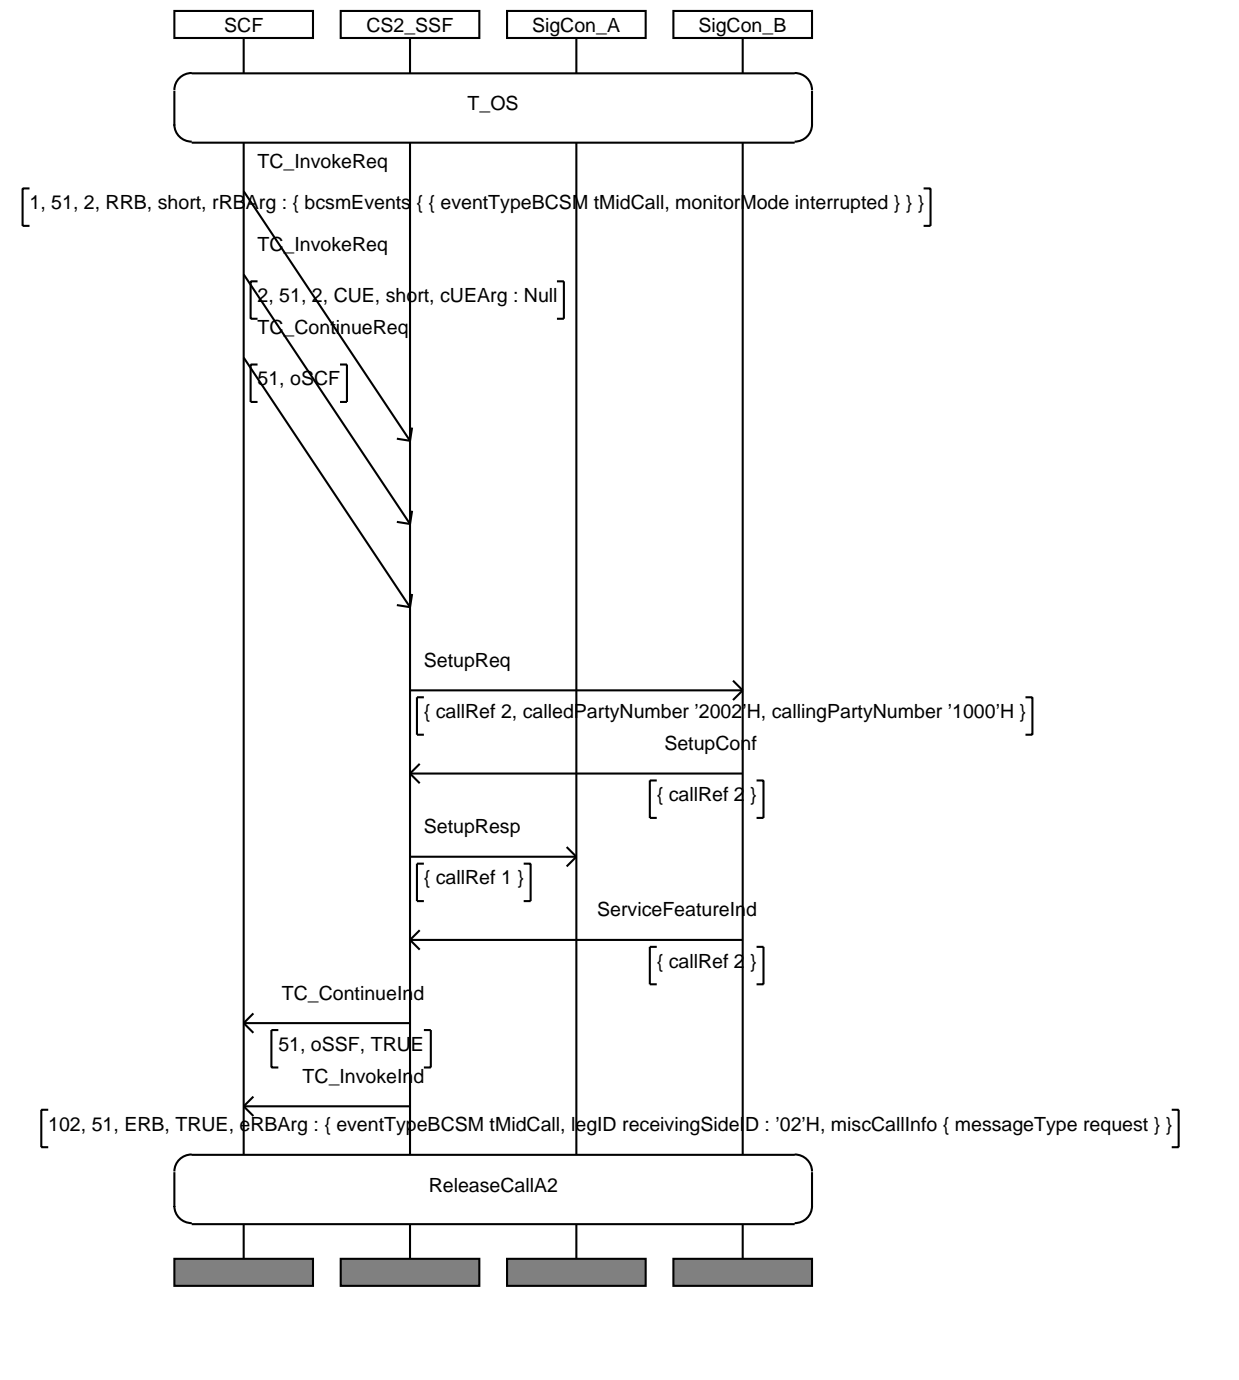 SCF CS2_SSF SigCon_A SigCon_B
T_OS
TC_InvokeReq
1, 51, 2, RRB, short, rRBArg : { bcsmEvents { { eventTypeBCSM tMidCall, monitorMode interrupted } } }
TC_InvokeReq
2, 51, 2, CUE, short, cUEArg : Null
TC_ContinueReq
51, oSCF
SetupReq
{ callRef 2, calledPartyNumber ’2002’H, callingPartyNumber ’1000’H }
SetupConf
{ callRef 2 }
SetupResp
{ callRef 1 }
ServiceFeatureInd
{ callRef 2 }
TC_ContinueInd
51, oSSF, TRUE
TC_InvokeInd
102, 51, ERB, TRUE, eRBArg : { eventTypeBCSM tMidCall, legID receivingSideID : ’02’H, miscCallInfo { messageType request } }
ReleaseCallA2